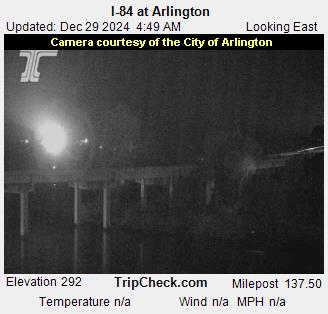 I-84 at Arlington
Updated: Dec 29 2024 4:49 AM Looking East
Camera courtesy of the City of Arlington
Elevation 292 TripCheck.com Milepost 137.50
Temperature n/a Wind n/a MPH n/a